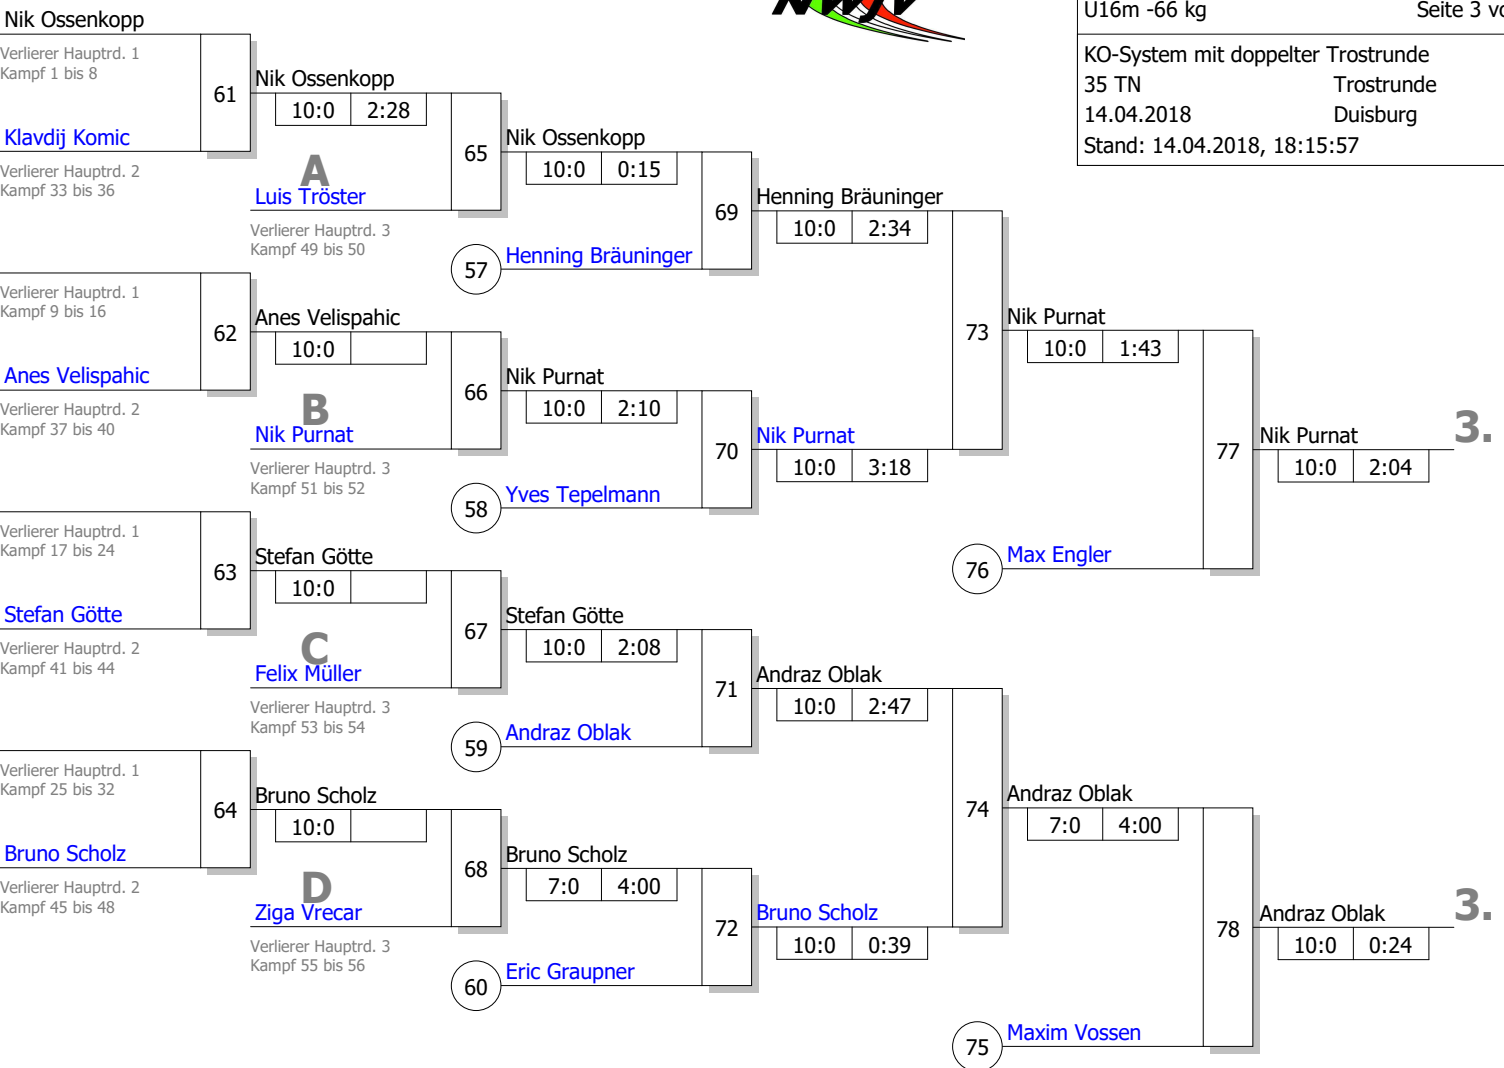 NWJV
U16m -66 kg Seite 3 vo
KO-System mit doppelter Trostrunde
35 TN Trostrunde
14.04.2018 Duisburg
Stand: 14.04.2018, 18:15:57
Nik Ossenkopp
Verlierer Hauptrd. 1
Kampf 1 bis 8
61
Klavdij Komic
Verlierer Hauptrd. 2
Kampf 33 bis 36
Verlierer Hauptrd. 1
Kampf 9 bis 16
62
Anes Velispahic
Verlierer Hauptrd. 2
Kampf 37 bis 40
Verlierer Hauptrd. 1
Kampf 17 bis 24
63
Stefan Götte
Verlierer Hauptrd. 2
Kampf 41 bis 44
Verlierer Hauptrd. 1
Kampf 25 bis 32
64
Bruno Scholz
Verlierer Hauptrd. 2
Kampf 45 bis 48
Nik Ossenkopp
10:0 2:28
A
65
Luis Tröster
Verlierer Hauptrd. 3
Kampf 49 bis 50
Anes Velispahic
10:0
B
66
Nik Purnat
Verlierer Hauptrd. 3
Kampf 51 bis 52
Stefan Götte
10:0
C
67
Felix Müller
Verlierer Hauptrd. 3
Kampf 53 bis 54
Bruno Scholz
10:0
D
68
Ziga Vrecar
Verlierer Hauptrd. 3
Kampf 55 bis 56
Nik Ossenkopp
10:0 0:15
69
57 Henning Bräuninger
Nik Purnat
10:0 2:10
70
58 Yves Tepelmann
Stefan Götte
10:0 2:08
71
59 Andraz Oblak
Bruno Scholz
7:0 4:00
72
60 Eric Graupner
Henning Bräuninger
10:0 2:34
73
Nik Purnat
10:0 3:18
Andraz Oblak
10:0 2:47
74
Bruno Scholz
10:0 0:39
Nik Purnat
10:0 1:43
77
76 Max Engler
Andraz Oblak
7:0 4:00
78
75 Maxim Vossen
Nik Purnat 3.
10:0 2:04
Andraz Oblak 3.
10:0 0:24